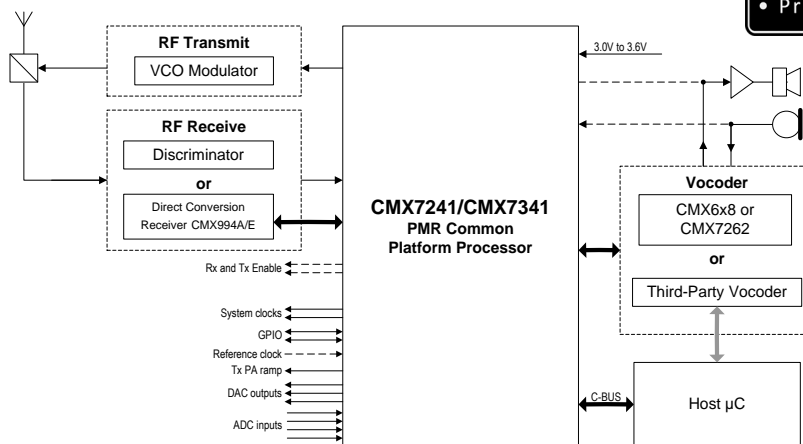 • Pr
RF Transmit
VCO Modulator
RF Receive
Discriminator
or
Direct Conversion
Receiver CMX994A/E
Rx and Tx Enable
System clocks
GPIO
Reference clock
Tx PA ramp
DAC outputs
ADC inputs
CMX7241/CMX7341
PMR Common
Platform Processor
3.0V to 3.6V
Vocoder
CMX6x8 or
CMX7262
or
Third-Party Vocoder
C-BUS
Host µC